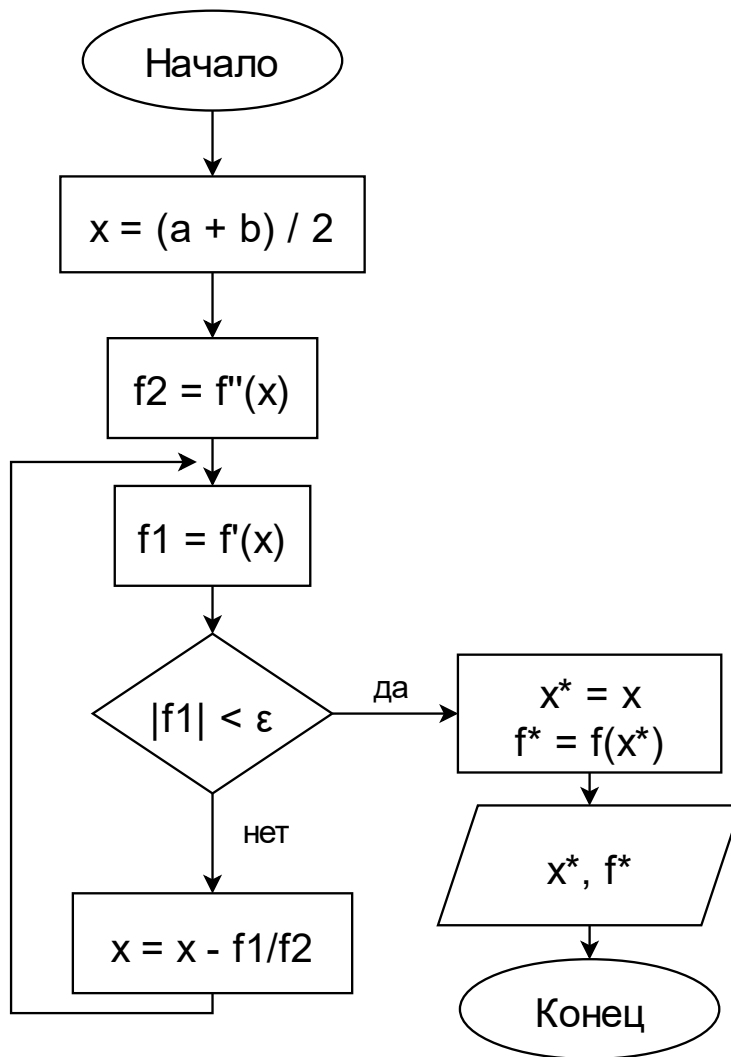 Начало
x = (a + b) / 2
f2 = f''(x)
f1 = f'(x)
|f1| < ε
да
нет
x = x - f1/f2
x* = x
f* = f(x*)
x*, f*
Конец